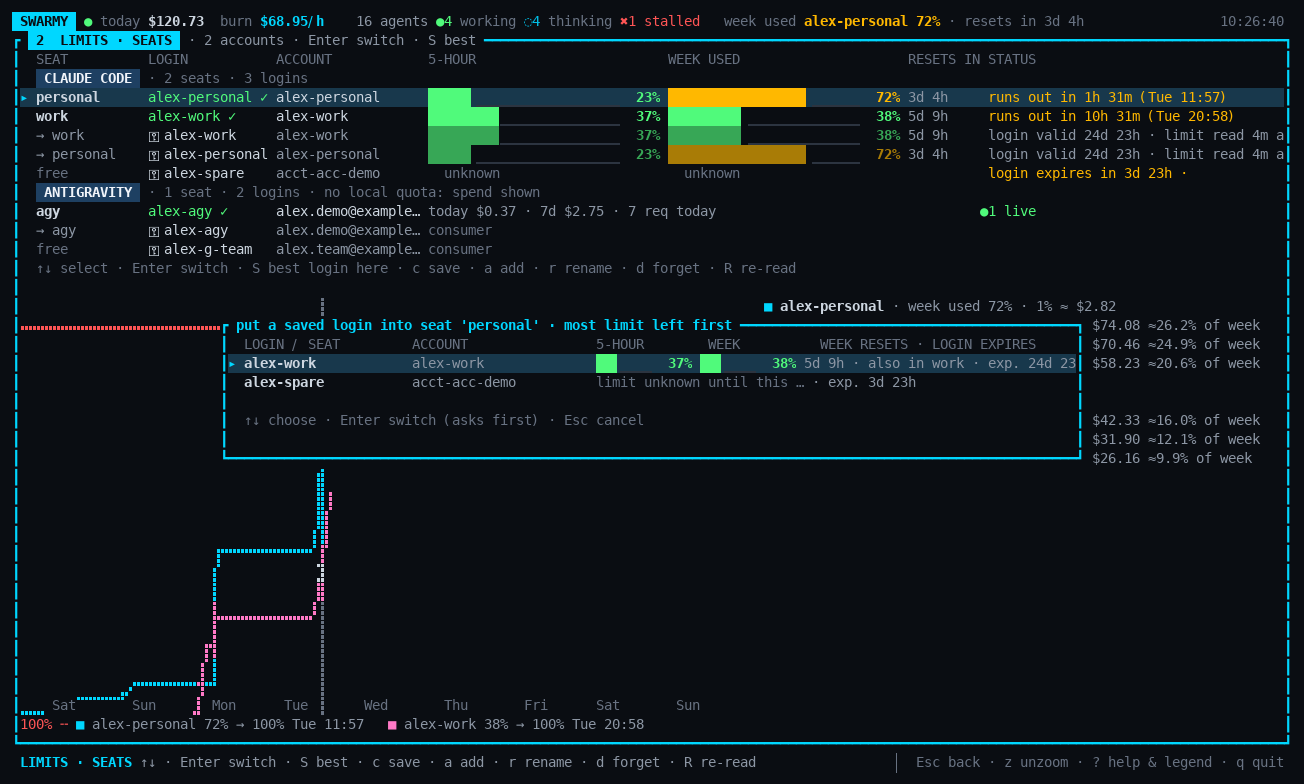 SWARMY ● today $120.73 burn $68.95/h 16 agents ●4 working ◌4 thinking ✖1 stalled week used alex-personal 72% · resets in 3d 4h 10:26:40
2 LIMITS · SEATS · 2 accounts · Enter switch · S best
SEAT LOGIN ACCOUNT 5-HOUR WEEK USED RESETS IN STATUS
CLAUDE CODE · 2 seats · 3 logins
▸ personal alex-personal ✓ alex-personal 23% 72% 3d 4h runs out in 1h 31m (Tue 11:57)
work alex-work ✓ alex-work 37% 38% 5d 9h runs out in 10h 31m (Tue 20:58)
→ work ⚿ alex-work alex-work 37% 38% 5d 9h login valid 24d 23h · limit read 4m a
→ personal ⚿ alex-personal alex-personal 23% 72% 3d 4h login valid 24d 23h · limit read 4m a
free ⚿ alex-spare acct-acc-demo unknown unknown login expires in 3d 23h ·
ANTIGRAVITY · 1 seat · 2 logins · no local quota: spend shown
agy alex-agy ✓ alex.demo@example… today $0.37 · 7d $2.75 · 7 req today ●1 live
→ agy ⚿ alex-agy alex.demo@example… consumer
free ⚿ alex-g-team alex.team@example… consumer
↑↓ select · Enter switch · S best login here · c save · a add · r rename · d forget · R re-read
■ alex-personal · week used 72% · 1% ≈ $2.82
put a saved login into seat 'personal' · most limit left first $74.08 ≈26.2% of week
LOGIN / SEAT ACCOUNT 5-HOUR WEEK WEEK RESETS · LOGIN EXPIRES $70.46 ≈24.9% of week
▸ alex-work alex-work 37% 38% 5d 9h · also in work · exp. 24d 23 $58.23 ≈20.6% of week
alex-spare acct-acc-demo limit unknown until this … · exp. 3d 23h
↑↓ choose · Enter switch (asks first) · Esc cancel $42.33 ≈16.0% of week
$31.90 ≈12.1% of week
$26.16 ≈9.9% of week
Sat Sun Mon Tue Wed Thu Fri Sat Sun
100% ╌ ■ alex-personal 72% → 100% Tue 11:57 ■ alex-work 38% → 100% Tue 20:58
LIMITS · SEATS ↑↓ · Enter switch · S best · c save · a add · r rename · d forget · R re-read │ Esc back · z unzoom · ? help & legend · q quit